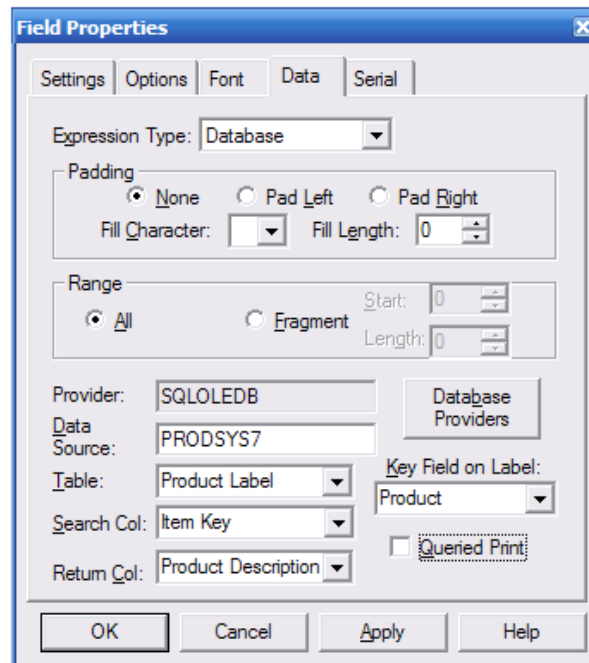 Field Properties
Settings Options Font Data Serial
Expression Type: Database
Padding
None Pad Left Pad Right
Fill Character: Fill Length: 0
Range
All Fragment Start: 0
Length: 0
Provider: SQLOLEDB
Database Providers
Data Source: PRODSYS7
Key Field on Label:
Table: Product Label
Product
Search Col: Item Key
Queried Print
Return Col: Product Description
OK Cancel Apply Help